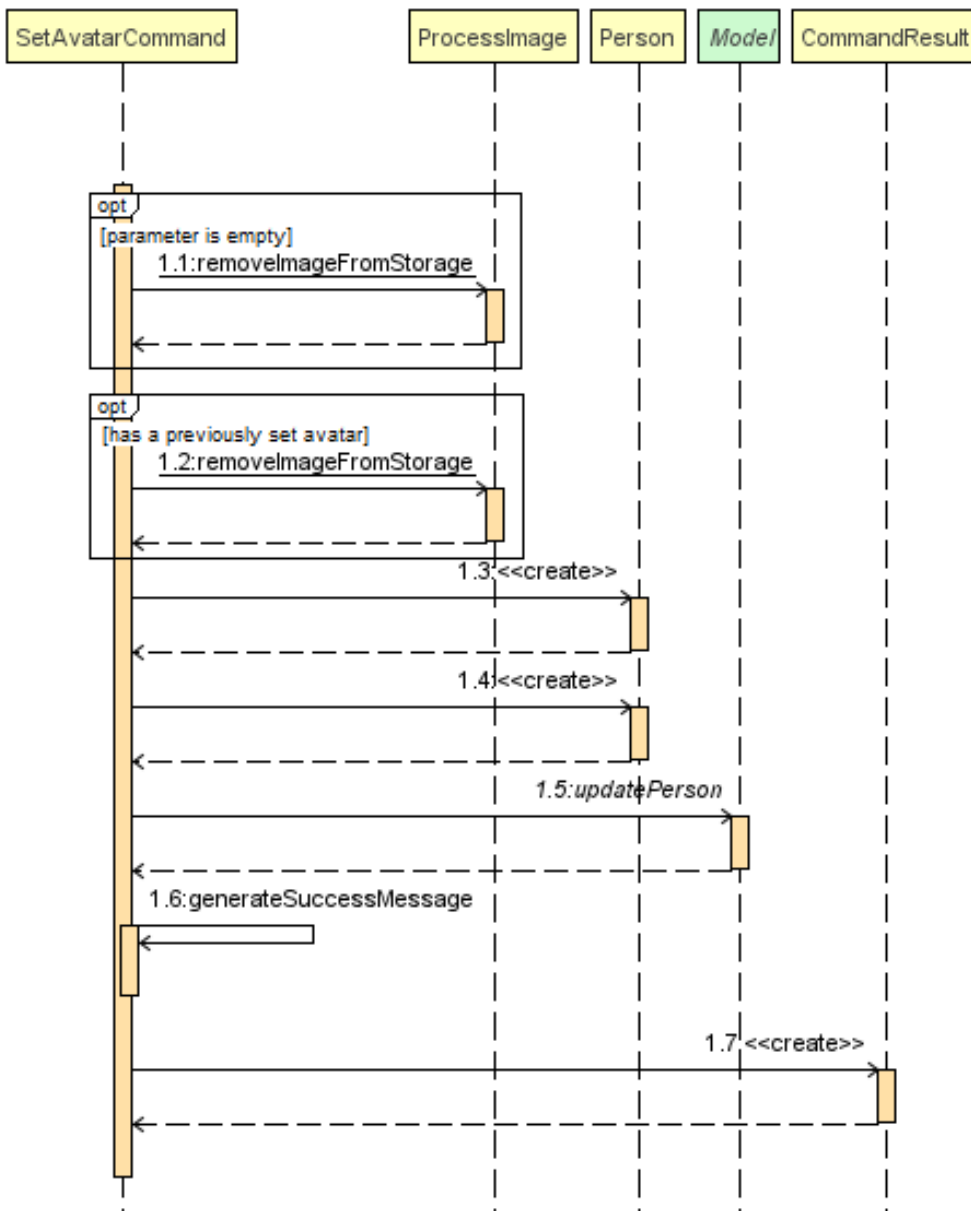 SetAvatarCommand
ProcessImage
Person
Model
CommandResult
opt
[parameter is empty]
1.1:removeImageFromStorage
opt
[has a previously set avatar]
1.2:removeImageFromStorage
1.3:<<create>>
1.4:<<create>>
1.5:updatePerson
1.6:generateSuccessMessage
1.7:<<create>>